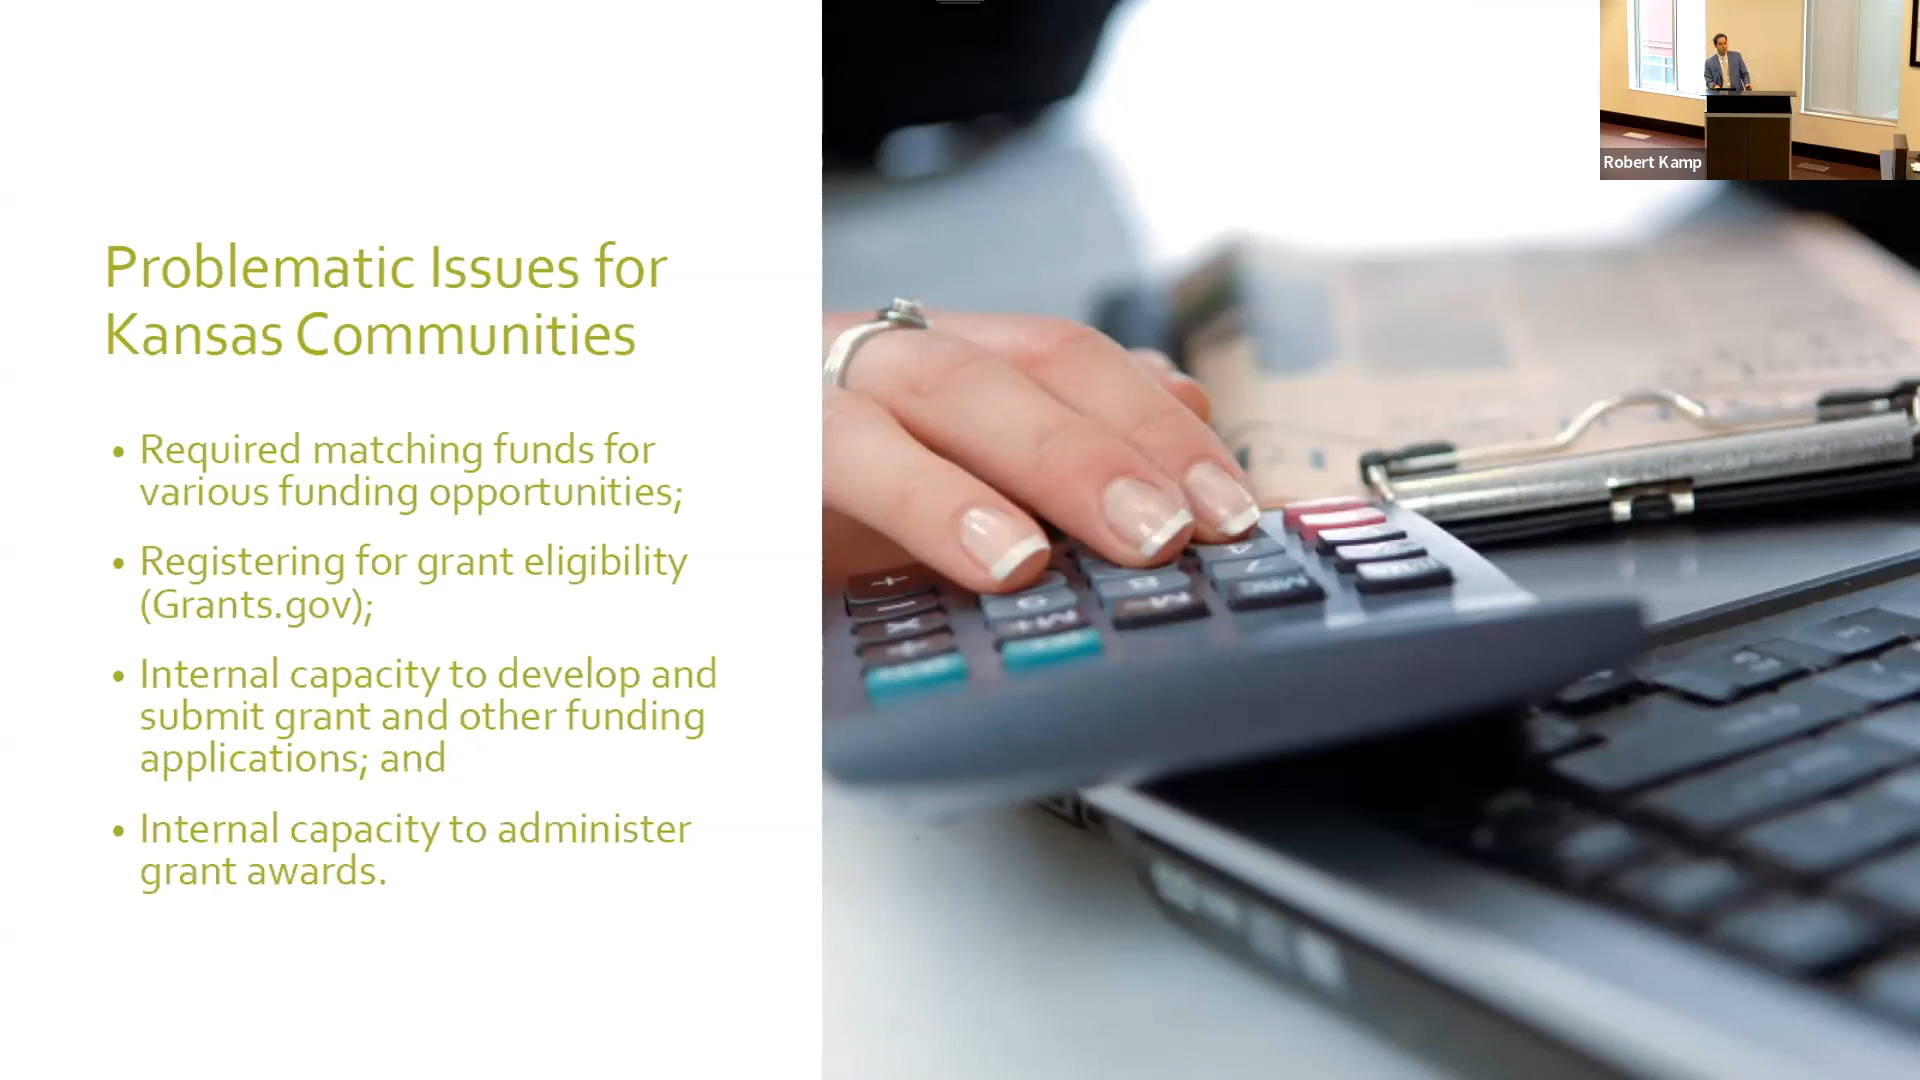 Robert Kamp
Problematic Issues for
Kansas Communities
• Required matching funds for
various funding opportunities;
• Registering for grant eligibility
(Grants.gov);
• Internal capacity to develop and
submit grant and other funding
applications; and
• Internal capacity to administer
grant awards.